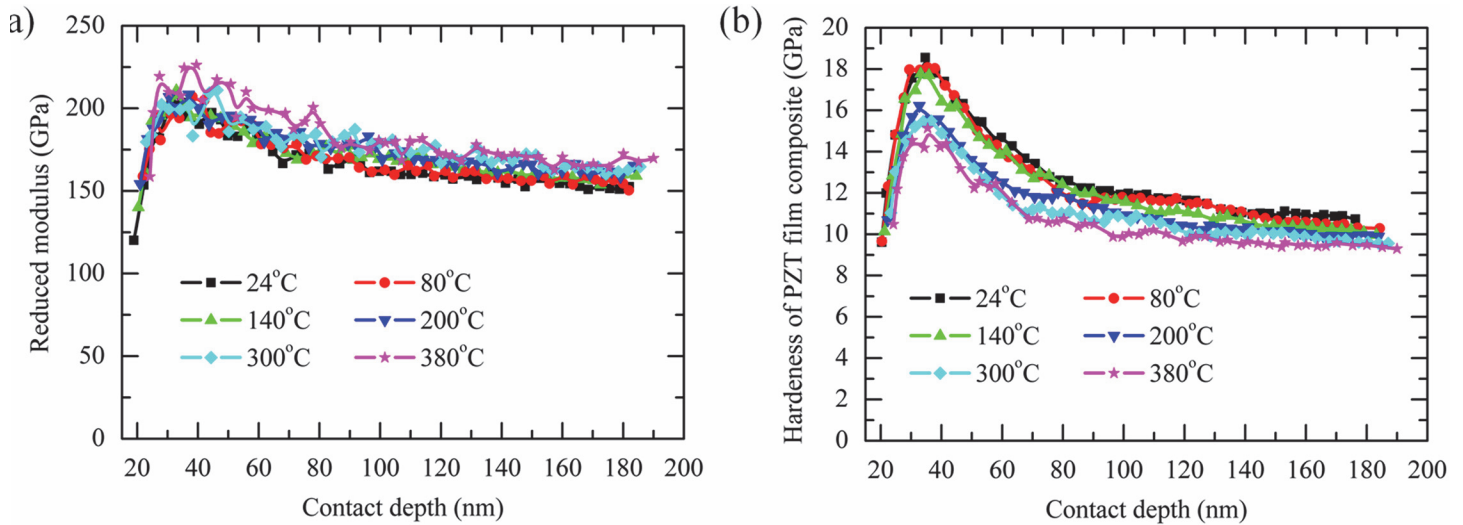 a)
Reduced modulus (GPa)
250
200
150
100
50
0
24°C
80°C
140°C
200°C
300°C
380°C
20 40 60 80 100 120 140 160 180 200
Contact depth (nm)
(b)
Hardeness of PZT film composite (GPa)
20
18
16
14
12
10
8
6
4
2
0
24°C
80°C
140°C
200°C
300°C
380°C
20 40 60 80 100 120 140 160 180 200
Contact depth (nm)